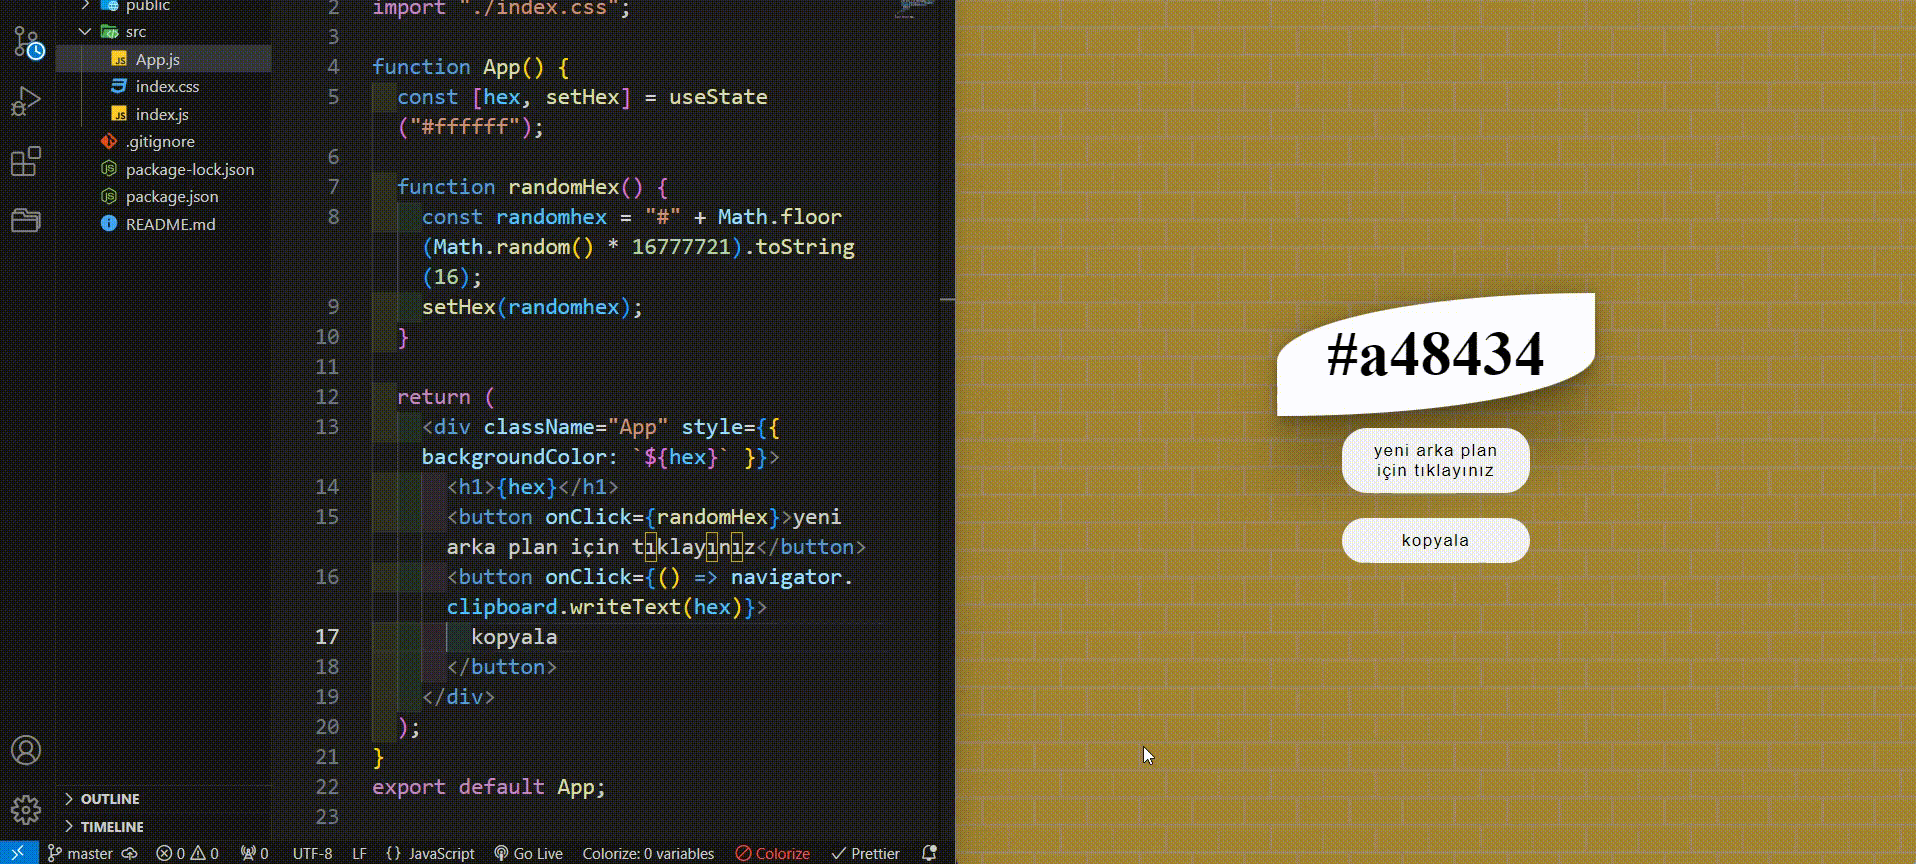 public
src
App.js
index.css
index.js
.gitignore
package-lock.json
package.json
README.md
OUTLINE
TIMELINE
2 import "./index.css";
3
4 function App() {
5 const [hex, setHex] = useState
("#ffffff");
6
7 function randomHex() {
8 const randomhex = "#" + Math.floor
(Math.random() * 16777721).toString
(16);
9 setHex(randomhex);
10 }
11
12 return (
13 <div className="App" style={{
backgroundColor: `${hex}` }}>
14 <h1>{hex}</h1>
15 <button onClick={randomHex}>yeni
arka plan için tıklayınız</button>
16 <button onClick={() => navigator.
clipboard.writeText(hex)}>
17 kopyala
18 </button>
19 </div>
20 );
21 }
22 export default App;
23
#a48434
yeni arka plan
için tıklayınız
kopyala
master 0 0 0 UTF-8 LF {} JavaScript Go Live Colorize: 0 variables Colorize Prettier